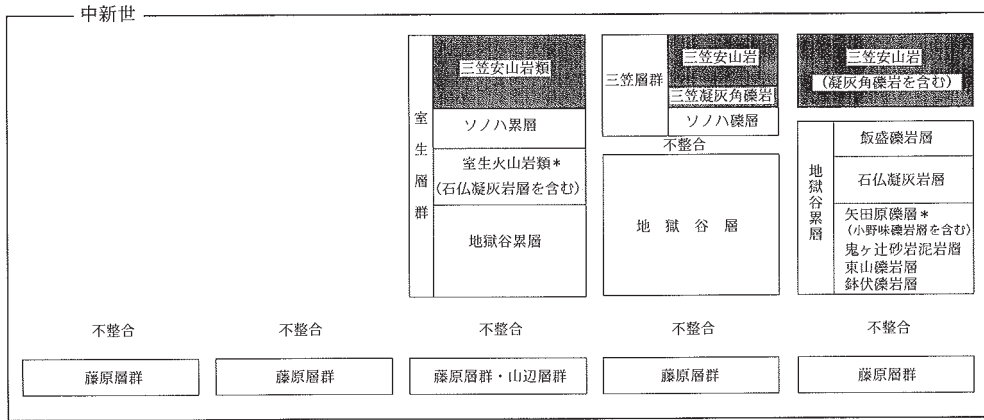 中新世
室生層群
三笠安山岩類
ソノハ累層
室生火山岩類*
(石仏凝灰岩層を含む)
地獄谷累層
三笠層群
三笠安山岩
三笠凝灰角礫岩
ソノハ礫層
不整合
地獄谷層
三笠安山岩
(凝灰角礫岩を含む)
地獄谷累層
飯盛礫岩層
石仏凝灰岩層
矢田原礫層*
(小野味礫岩層を含む)
鬼ヶ辻砂岩泥岩層
東山礫岩層
鉢伏礫岩層
不整合
不整合
不整合
不整合
不整合
藤原層群
藤原層群
藤原層群・山辺層群
藤原層群
藤原層群